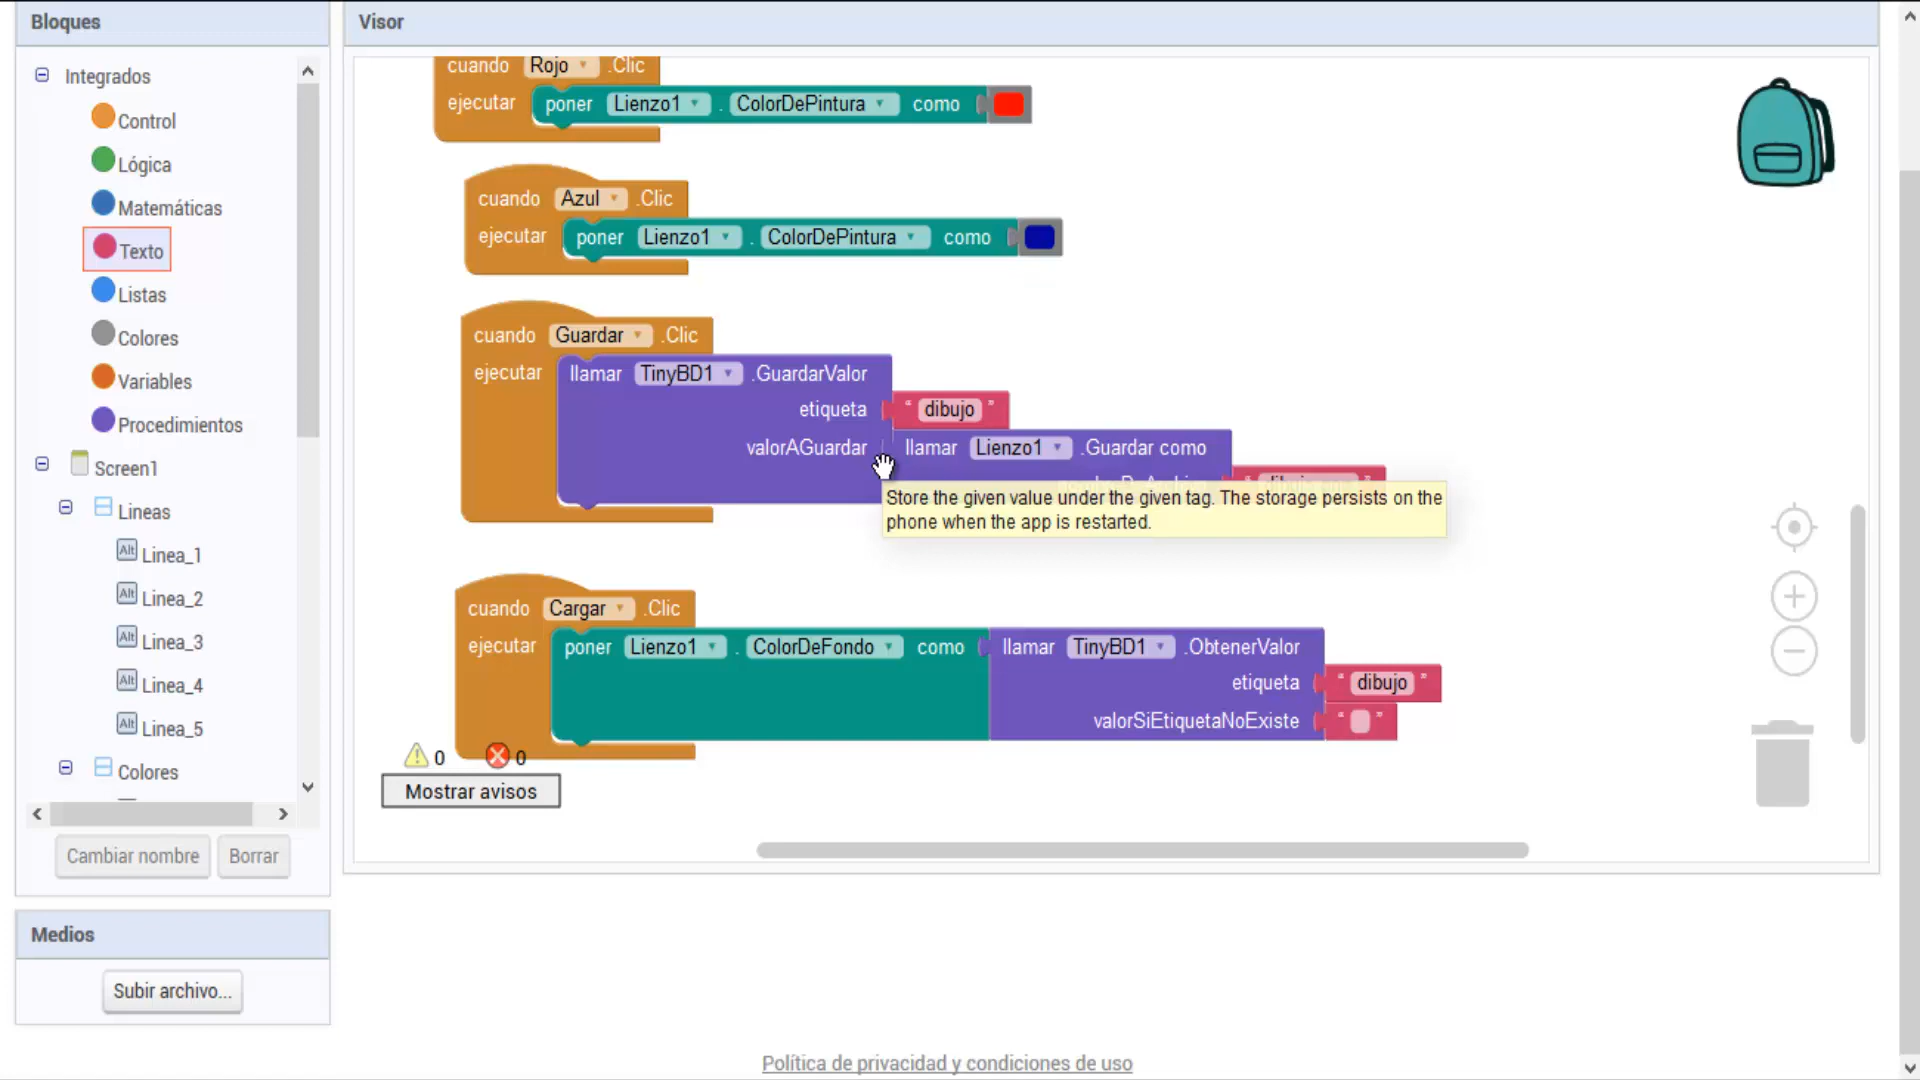 Bloques
Visor
Integrados
Control
Lógica
Matemáticas
Texto
Listas
Colores
Variables
Procedimientos
Screen1
Lineas
Linea_1
Linea_2
Linea_3
Linea_4
Linea_5
Colores
Cambiar nombre Borrar
Medios
Subir archivo...
cuando Rojo .Clic
ejecutar poner Lienzo1 . ColorDePintura como
cuando Azul .Clic
ejecutar poner Lienzo1 . ColorDePintura como
cuando Guardar .Clic
ejecutar llamar TinyBD1 .GuardarValor
etiqueta “ dibujo ”
valorAGuardar llamar Lienzo1 .Guardar como
Store the given value under the given tag. The storage persists on the
phone when the app is restarted.
cuando Cargar .Clic
ejecutar poner Lienzo1 . ColorDeFondo como llamar TinyBD1 .ObtenerValor
etiqueta “ dibujo ”
valorSiEtiquetaNoExiste “ ”
0 0
Mostrar avisos
Política de privacidad y condiciones de uso